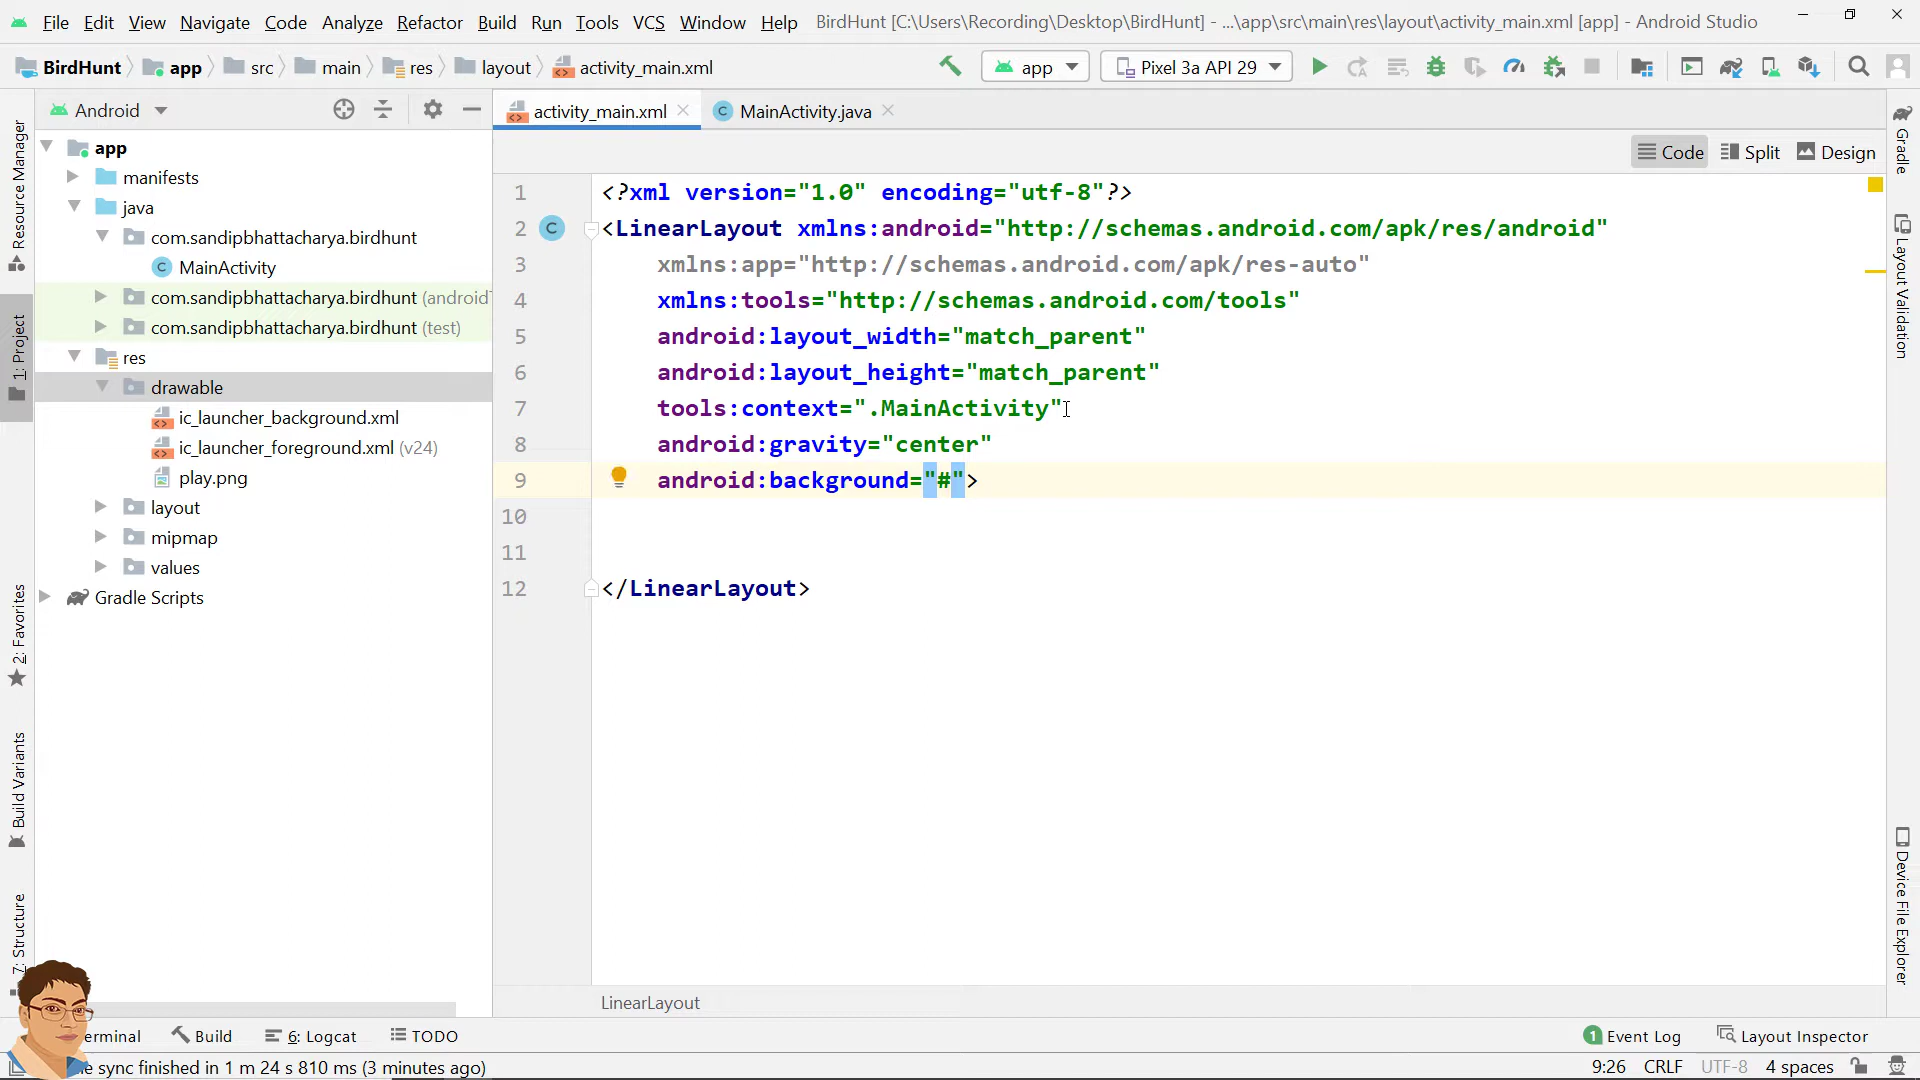 File Edit View Navigate Code Analyze Refactor Build Run Tools VCS Window Help BirdHunt [C:\Users\Recording\Desktop\BirdHunt] - ...\app\src\main\res\layout\activity_main.xml [app] - Android Studio
BirdHunt app src main res layout activity_main.xml app Pixel 3a API 29
Android activity_main.xml MainActivity.java
Code Split Design
app
manifests
java
com.sandipbhattacharya.birdhunt
MainActivity
com.sandipbhattacharya.birdhunt (androidT
com.sandipbhattacharya.birdhunt (test)
res
drawable
ic_launcher_background.xml
ic_launcher_foreground.xml (v24)
play.png
layout
mipmap
values
Gradle Scripts
1 <?xml version="1.0" encoding="utf-8"?>
2 <LinearLayout xmlns:android="http://schemas.android.com/apk/res/android"
3 xmlns:app="http://schemas.android.com/apk/res-auto"
4 xmlns:tools="http://schemas.android.com/tools"
5 android:layout_width="match_parent"
6 android:layout_height="match_parent"
7 tools:context=".MainActivity"
8 android:gravity="center"
9 android:background="#">
10
11
12 </LinearLayout>
LinearLayout
Resource Manager
1: Project
2: Favorites
Build Variants
7: Structure
Gradle
Layout Validation
Device File Explorer
erminal Build 6: Logcat TODO 1 Event Log Layout Inspector
sync finished in 1 m 24 s 810 ms (3 minutes ago) 9:26 CRLF UTF-8 4 spaces